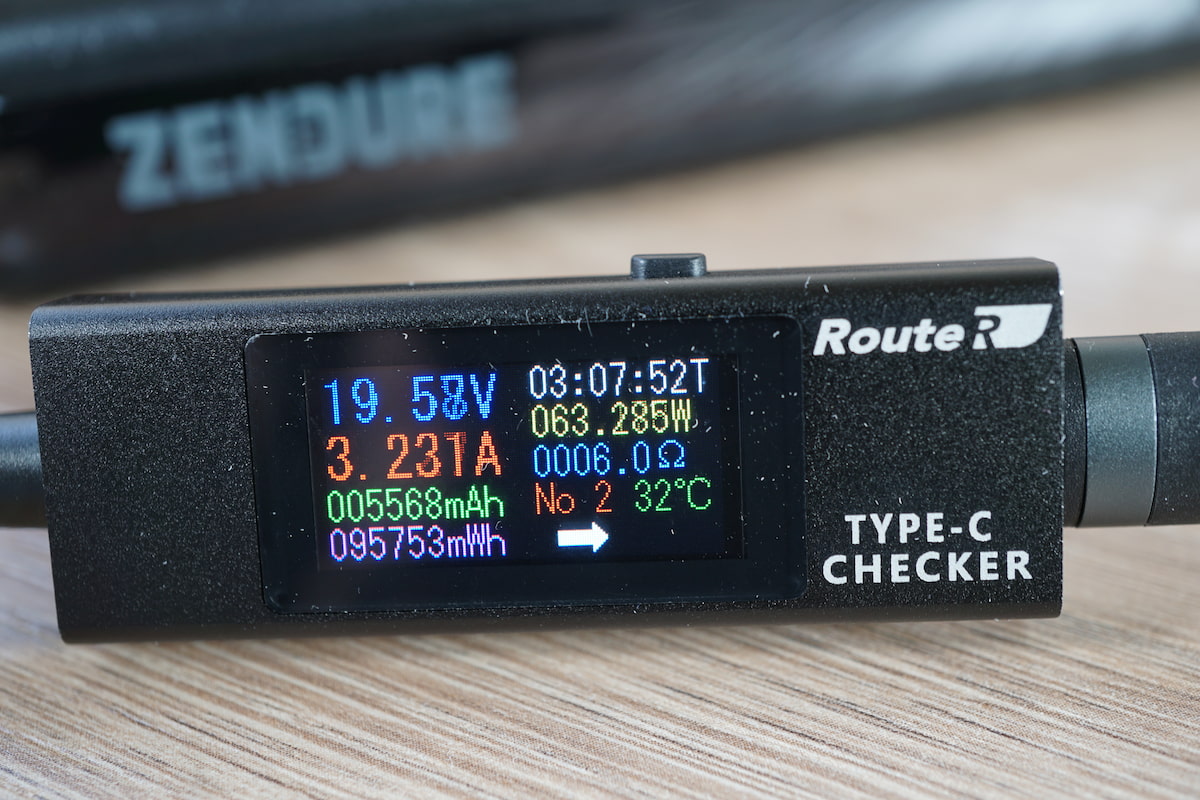 ZENDURE
Route R
19.58V
3.231A
005568mAh
095753mWh
03:07:52T
063.285W
0006.0Ω
No 2 32℃
TYPE-C
CHECKER